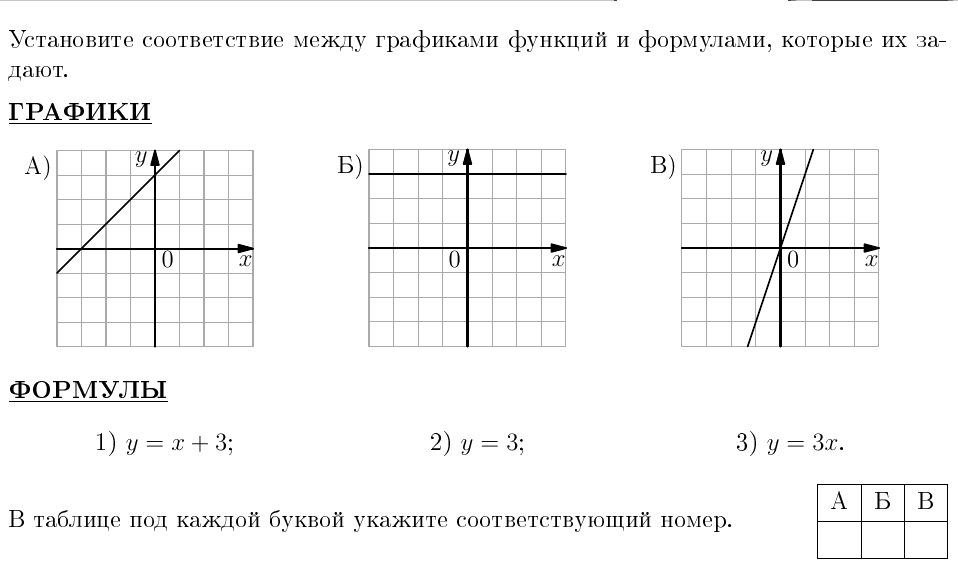 Установите соответствие между графиками функций и формулами, которые их за-
дают.
ГРАФИКИ
А) y 0 x Б) y 0 x В) y 0 x
ФОРМУЛЫ
1) y = x + 3; 2) y = 3; 3) y = 3x.
А Б В
В таблице под каждой буквой укажите соответствующий номер.